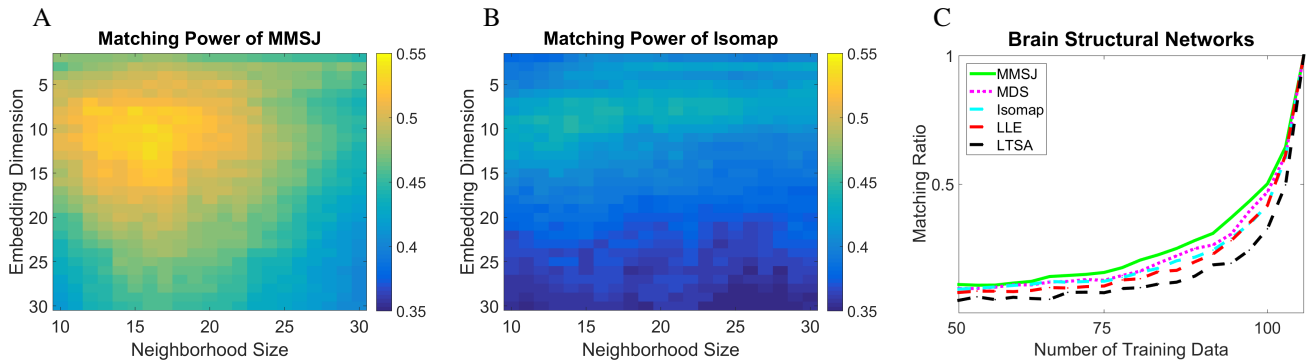 A
Matching Power of MMSJ
5
10
15
20
25
30
Embedding Dimension
10
15
20
25
30
Neighborhood Size
0.55
0.5
0.45
0.4
0.35
B
Matching Power of Isomap
5
10
15
20
25
30
Embedding Dimension
10
15
20
25
30
Neighborhood Size
0.55
0.5
0.45
0.4
0.35
C
Brain Structural Networks
1
0.5
Matching Ratio
MMSJ
MDS
Isomap
LLE
LTSA
50
75
100
Number of Training Data